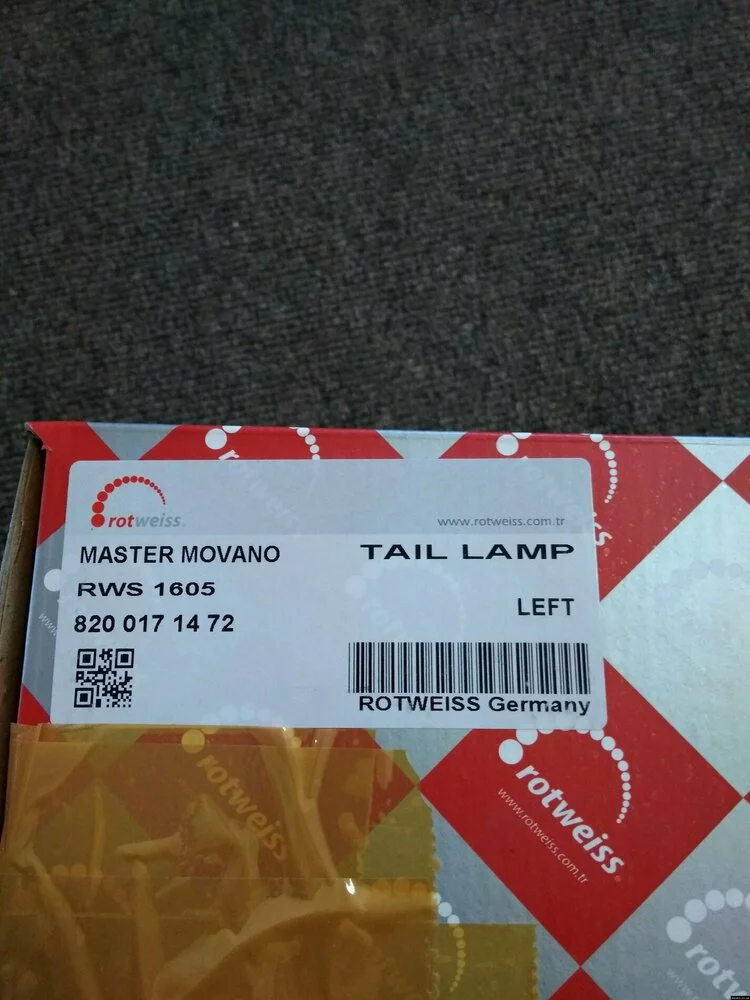 rotweiss
www.rotweiss.com.tr
MASTER MOVANO
TAIL LAMP
RWS 1605
LEFT
820 017 14 72
ROTWEISS Germany
rotweiss
rotweiss
www.rotweiss.com.tr
rotweiss